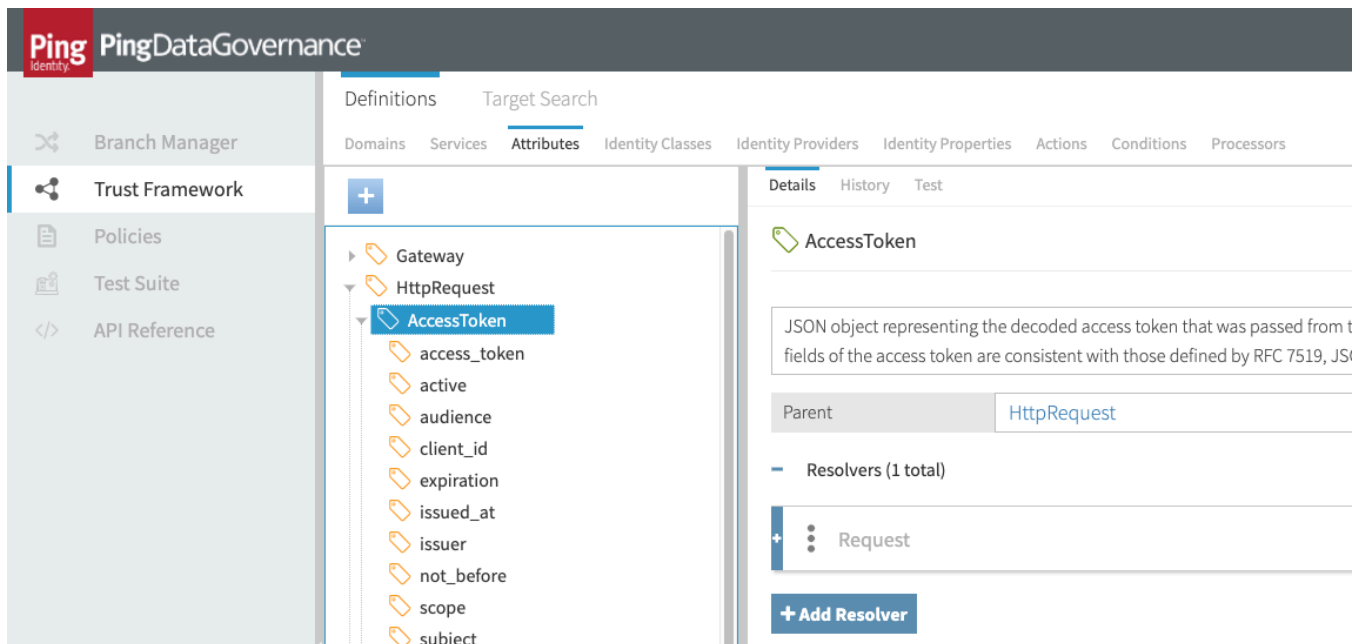 Ping
Identity.
PingDataGovernance
Definitions Target Search
Branch Manager
Domains Services Attributes Identity Classes Identity Providers Identity Properties Actions Conditions Processors
Trust Framework
Details History Test
Policies
AccessToken
Gateway
Test Suite
HttpRequest
AccessToken
API Reference
JSON object representing the decoded access token that was passed from
fields of the access token are consistent with those defined by RFC 7519,
access_token
active
audience
Parent HttpRequest
client_id
Resolvers (1 total)
expiration
issued_at
Request
issuer
not_before
scope
+ Add Resolver
subject